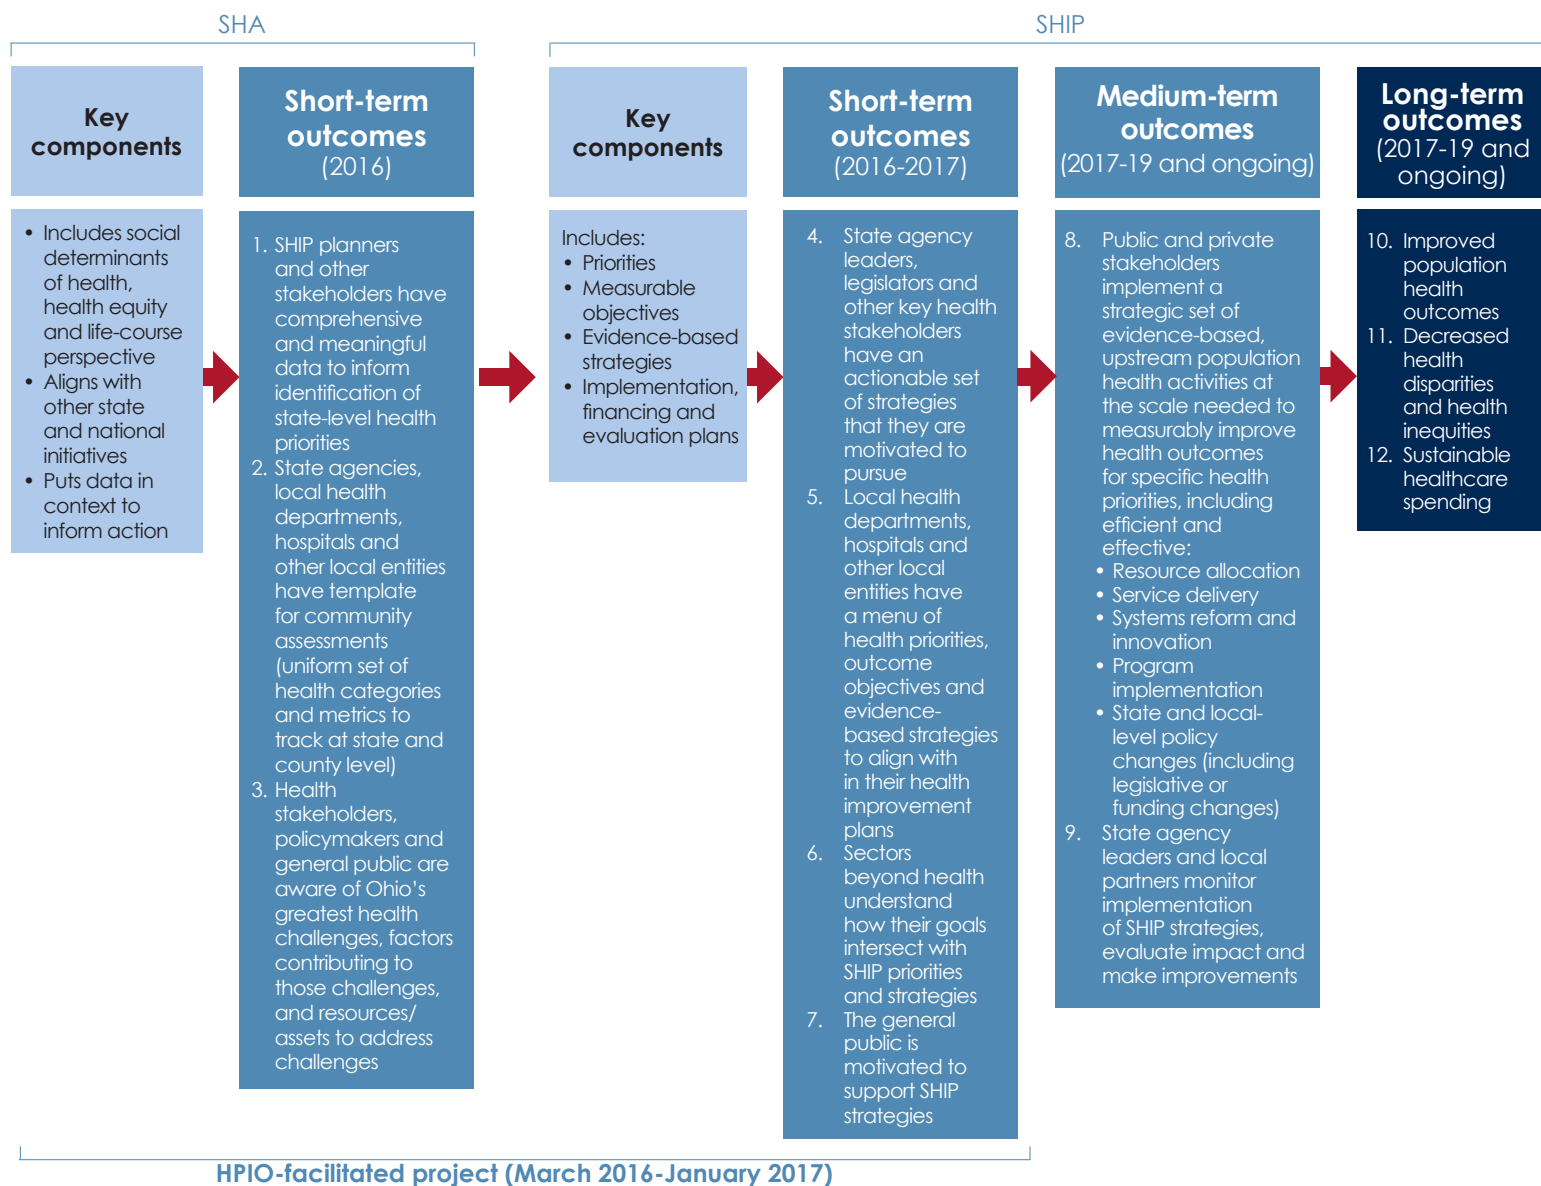 SHA
SHIP
Key
components
Short-term
outcomes
(2016)
Key
components
Short-term
outcomes
(2016-2017)
Medium-term
outcomes
(2017-19 and ongoing)
Long-term
outcomes
(2017-19 and
ongoing)
• Includes social
determinants
of health,
health equity
and life-course
perspective
• Aligns with
other state
and national
initiatives
• Puts data in
context to
inform action
1. SHIP planners
and other
stakeholders have
comprehensive
and meaningful
data to inform
identification of
state-level health
priorities
2. State agencies,
local health
departments,
hospitals and
other local entities
have template
for community
assessments
(uniform set of
health categories
and metrics to
track at state and
county level)
3. Health
stakeholders,
policymakers and
general public are
aware of Ohio's
greatest health
challenges, factors
contributing to
those challenges,
and resources/
assets to address
challenges
Includes:
• Priorities
• Measurable
objectives
• Evidence-based
strategies
• Implementation,
financing and
evaluation plans
4. State agency
leaders,
legislators and
other key health
stakeholders
have an
actionable set
of strategies
that they are
motivated to
pursue
5. Local health
departments,
hospitals and
other local
entities have
a menu of
health priorities,
outcome
objectives and
evidence-
based strategies
to align with
in their health
improvement
plans
6. Sectors
beyond health
understand
how their goals
intersect with
SHIP priorities
and strategies
7. The general
public is
motivated to
support SHIP
strategies
8. Public and private
stakeholders
implement a
strategic set of
evidence-based,
upstream population
health activities at
the scale needed to
measurably improve
health outcomes
for specific health
priorities, including
efficient and
effective:
• Resource allocation
• Service delivery
• Systems reform and
innovation
• Program
implementation
• State and local-
level policy
changes (including
legislative or
funding changes)
9. State agency
leaders and local
partners monitor
implementation
of SHIP strategies,
evaluate impact and
make improvements
10. Improved
population
health
outcomes
11. Decreased
health
disparities
and health
inequities
12. Sustainable
healthcare
spending
HPIO-facilitated project (March 2016-January 2017)